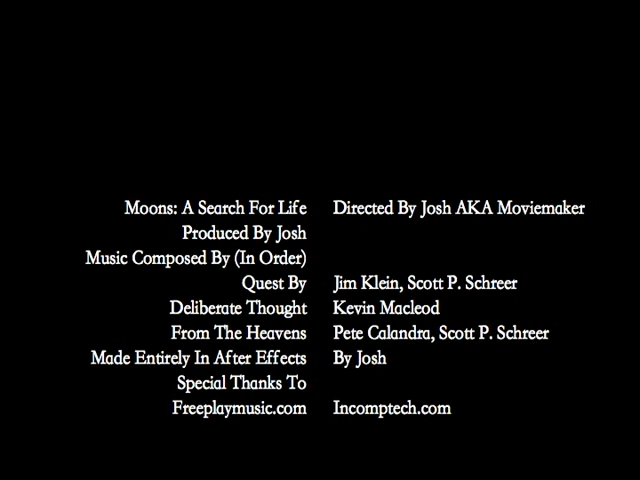 Moons: A Search For Life Directed By Josh AKA Moviemaker
Produced By Josh
Music Composed By (In Order)
Quest By Jim Klein, Scott P. Schreer
Deliberate Thought Kevin Macleod
From The Heavens Pete Calandra, Scott P. Schreer
Made Entirely In After Effects By Josh
Special Thanks To
Freeplaymusic.com Incomptech.com